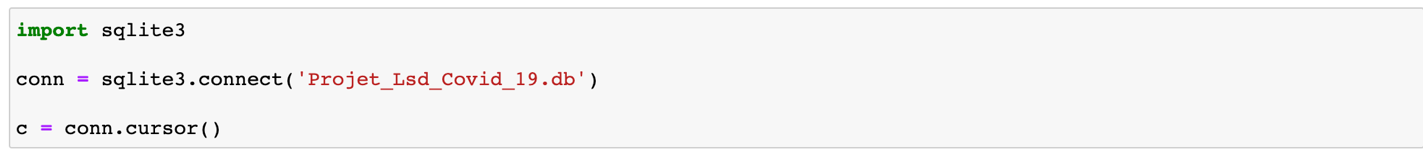 import sqlite3
conn = sqlite3.connect('Projet_Lsd_Covid_19.db')
c = conn.cursor()